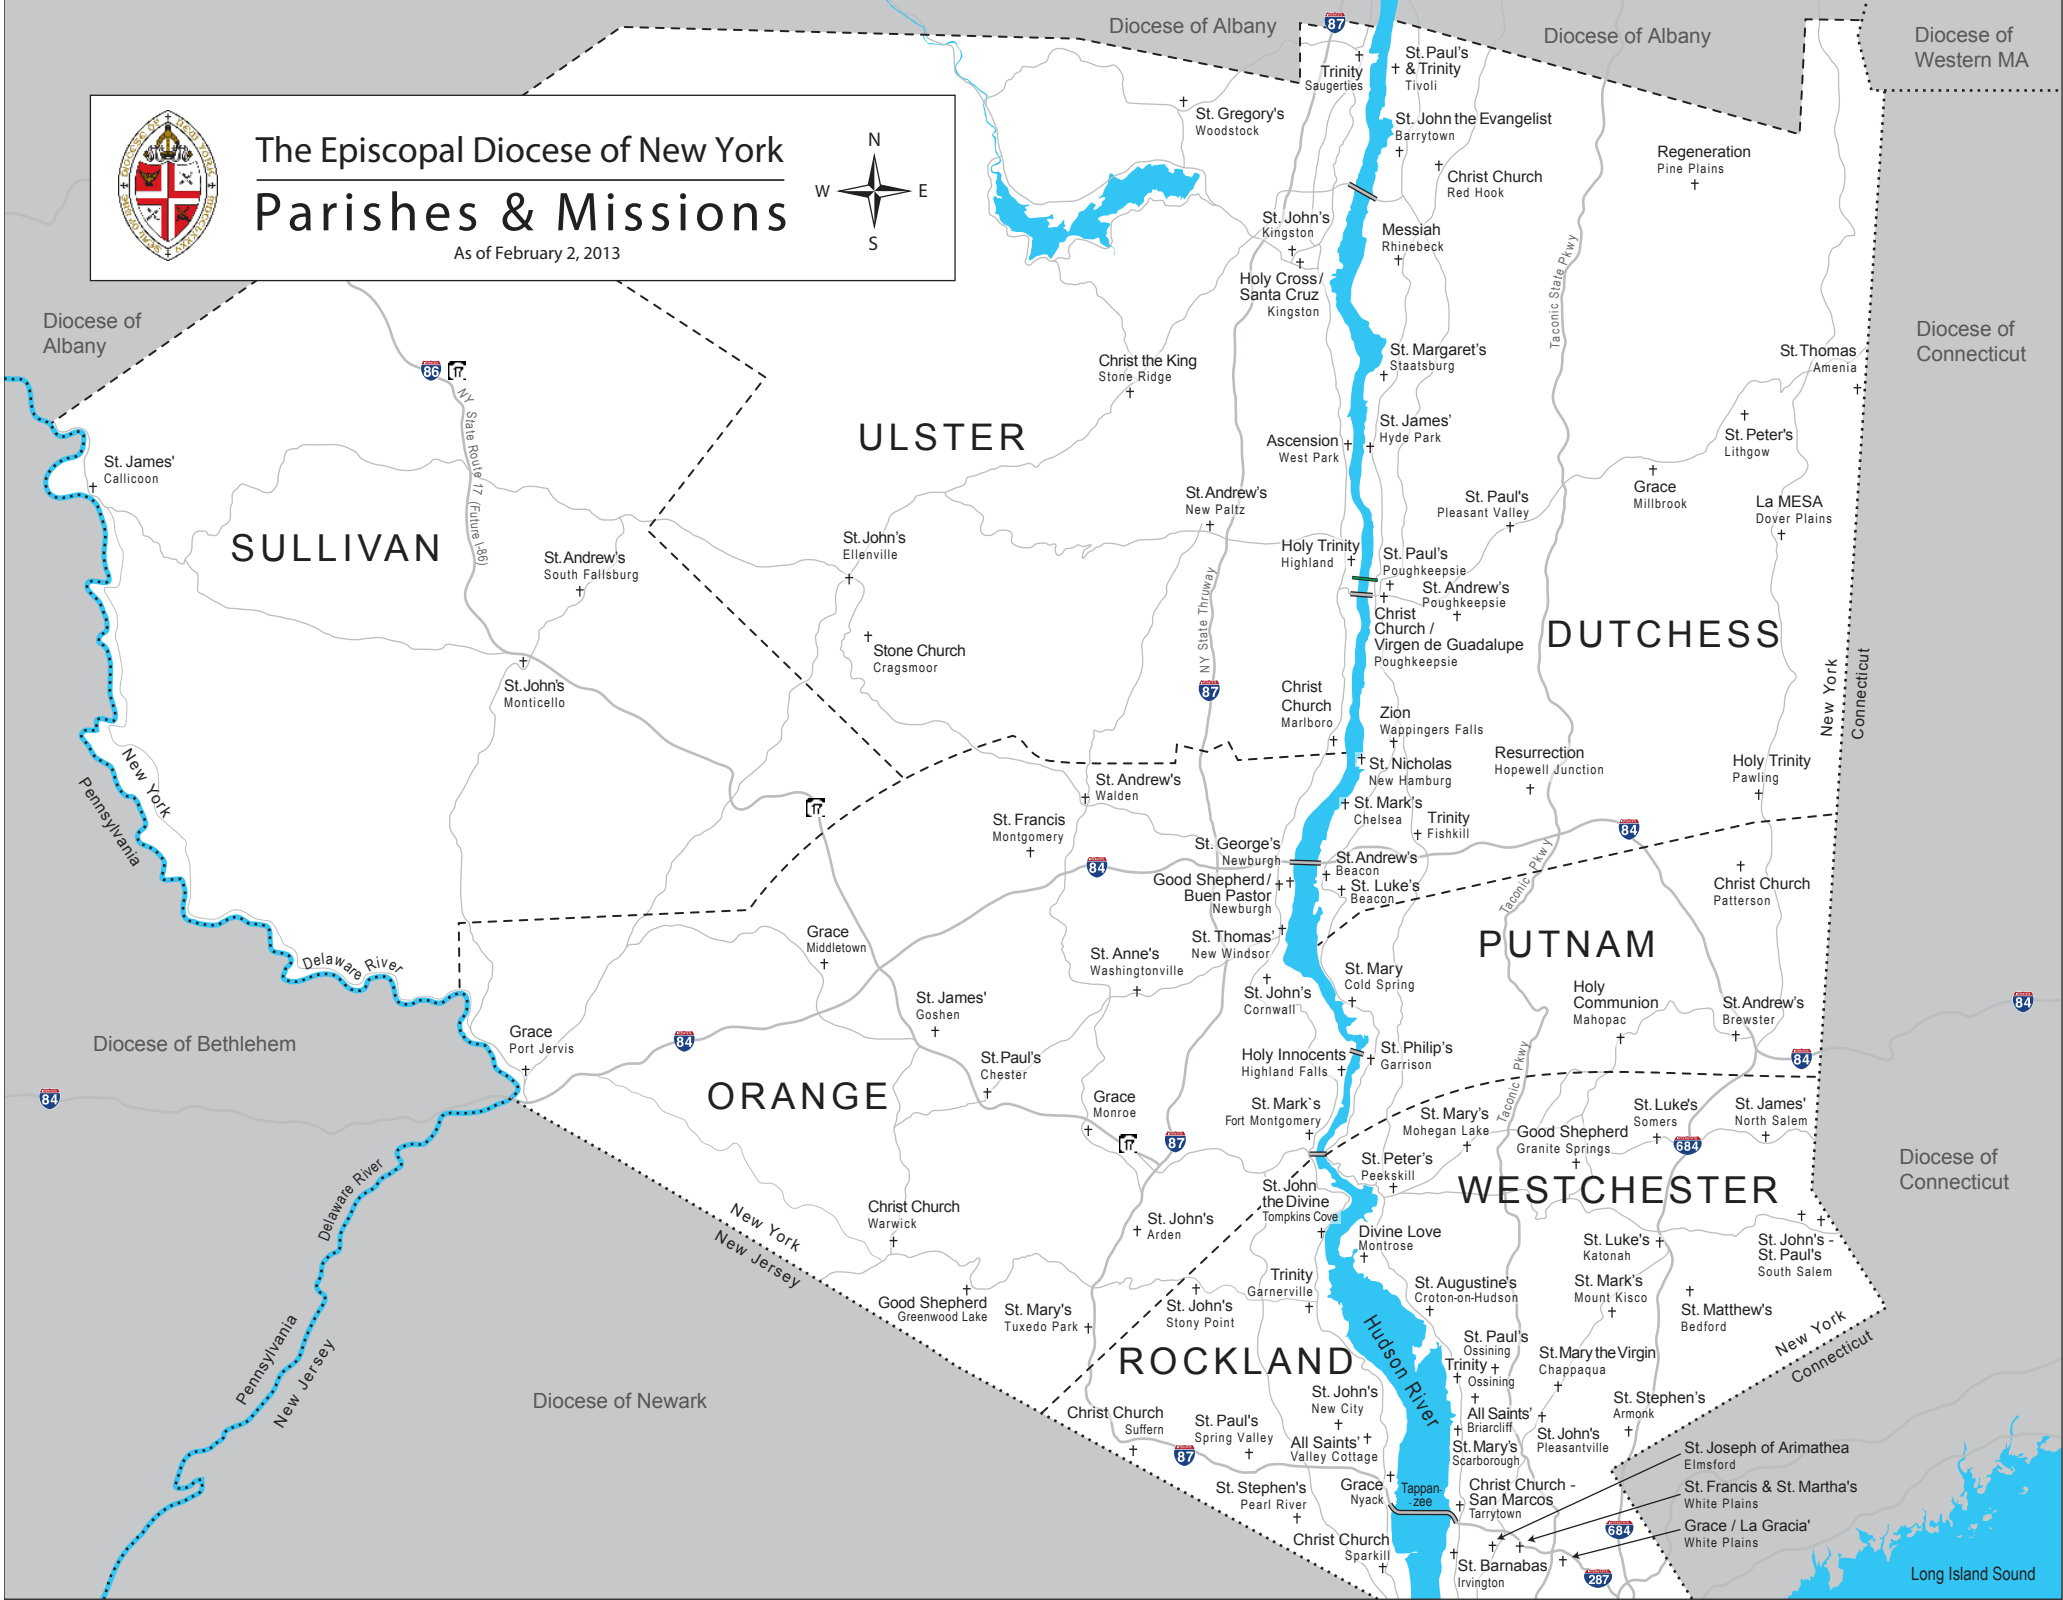 Diocese of Albany
87
Diocese of Albany
Diocese of
Western MA
The Episcopal Diocese of New York
Parishes & Missions
As of February 2, 2013
N
W
E
S
Trinity
Saugerties
St. Paul's
& Trinity
Tivoli
St. Gregory's
Woodstock
St. John the Evangelist
Barrytown
Christ Church
Red Hook
Regeneration
Pine Plains
St. John's
Kingston
Messiah
Rhinebeck
Holy Cross/
Santa Cruz
Kingston
Taconic State Pkwy
Diocese of
Albany
Diocese of
Connecticut
86
17
NY State Route 17 (Future I-86)
Christ the King
Stone Ridge
St. Margaret's
Staatsburg
St. Thomas
Amenia
ULSTER
Ascension
West Park
St. James'
Hyde Park
St. Peter's
Lithgow
St. James'
Callicoon
Grace
Millbrook
St. Andrew's
New Paltz
St. Paul's
Pleasant Valley
La MESA
Dover Plains
SULLIVAN
St. Andrew's
South Fallsburg
St. John's
Ellenville
Holy Trinity
Highland
St. Paul's
Poughkeepsie
St. Andrew's
Poughkeepsie
Christ
Church /
Virgen de Guadalupe
Poughkeepsie
DUTCHESS
NY State Thruway
Stone Church
Cragsmoor
St. John's
Monticello
87
Christ
Church
Marlboro
Zion
Wappingers Falls
New York
Connecticut
New York
Pennsylvania
St. Nicholas
New Hamburg
Resurrection
Hopewell Junction
Holy Trinity
Pawling
17
St. Andrew's
Walden
St. Mark's
Chelsea
Trinity
Fishkill
84
St. Francis
Montgomery
84
St. George's
Newburgh
St. Andrew's
Beacon
Good Shepherd /
Buen Pastor
Newburgh
St. Luke's
Beacon
Taconic Pkwy
Christ Church
Patterson
PUTNAM
Delaware River
Grace
Middletown
St. Anne's
Washingtonville
St. Thomas'
New Windsor
St. Mary
Cold Spring
St. John's
Cornwall
Holy
Communion
Mahopac
St. Andrew's
Brewster
84
St. James'
Goshen
Diocese of Bethlehem
Grace
Port Jervis
84
St. Paul's
Chester
Holy Innocents
Highland Falls
St. Philip's
Garrison
Taconic Pkwy
84
84
ORANGE
Grace
Monroe
17
87
St. Mark`s
Fort Montgomery
St. Mary's
Mohegan Lake
Good Shepherd
Granite Springs
St. Luke's
Somers
684
St. James'
North Salem
St. Peter's
Peekskill
WESTCHESTER
Diocese of
Connecticut
Delaware River
Christ Church
Warwick
New York
New Jersey
St. John's
Arden
St. John
the Divine
Tompkins Cove
Divine Love
Montrose
St. Luke's
Katonah
St. John's -
St. Paul's
South Salem
Trinity
Garnerville
St. Augustine's
Croton-on-Hudson
St. Mark's
Mount Kisco
Good Shepherd
Greenwood Lake
St. Mary's
Tuxedo Park
St. John's
Stony Point
St. Matthew's
Bedford
Pennsylvania
New Jersey
Hudson River
New York
Connecticut
ROCKLAND
St. Paul's
Ossining
Trinity
Ossining
St. Mary the Virgin
Chappaqua
Diocese of Newark
St. John's
New City
Christ Church
Suffern
St. Paul's
Spring Valley
All Saints'
Valley Cottage
All Saints'
Briarcliff
St. Stephen's
Armonk
St. John's
Pleasantville
St. Mary's
Scarborough
87
St. Joseph of Arimathea
Elmsford
St. Stephen's
Pearl River
Grace
Nyack
Tappan-
-zee
Christ Church -
San Marcos
Tarrytown
St. Francis & St. Martha's
White Plains
Grace / La Gracia'
White Plains
684
Christ Church
Sparkill
St. Barnabas
Irvington
287
Long Island Sound